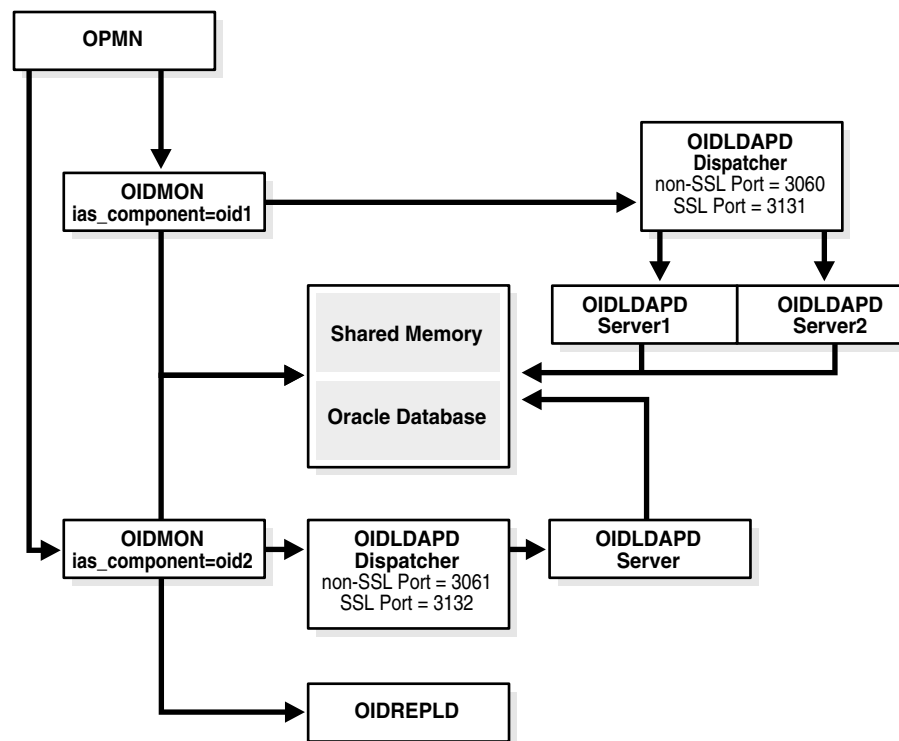 OPMN
OIDLDAPD
Dispatcher
non-SSL Port = 3060
SSL Port = 3131
OIDMON
ias_component=oid1
OIDLDAPD
Server1
OIDLDAPD
Server2
Shared Memory
Oracle Database
OIDMON
ias_component=oid2
OIDLDAPD
Dispatcher
non-SSL Port = 3061
SSL Port = 3132
OIDLDAPD
Server
OIDREPLD